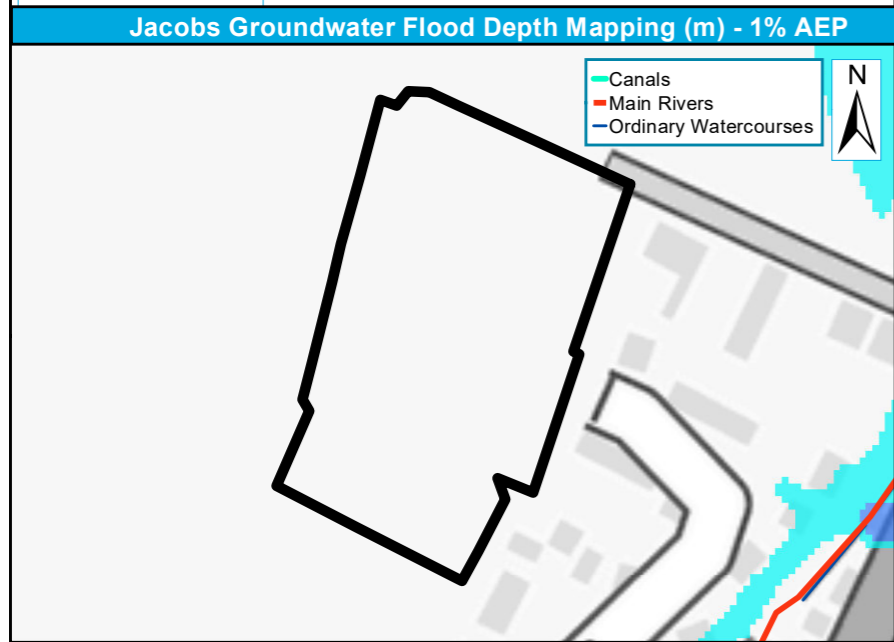 Jacobs Groundwater Flood Depth Mapping (m) - 1% AEP
Canals
Main Rivers
Ordinary Watercourses
N